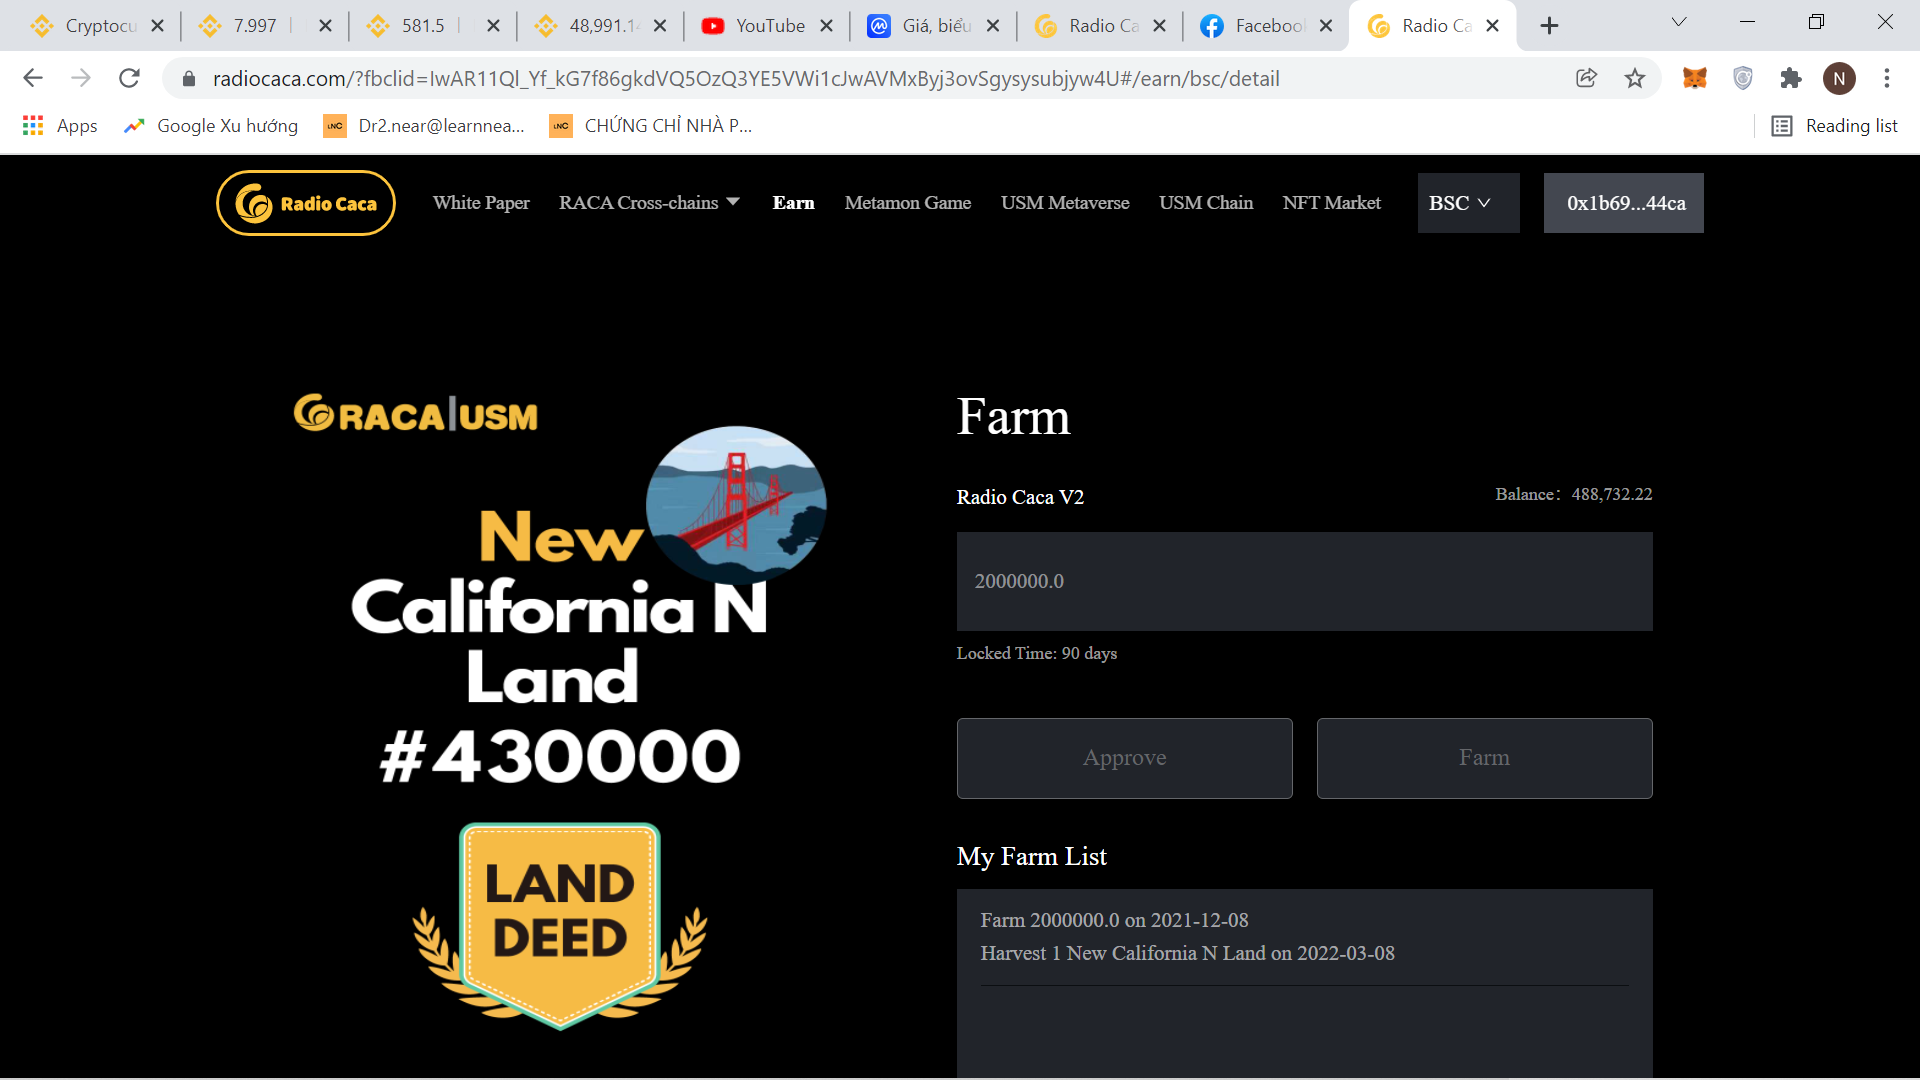 Cryptocu
7.997
581.5
48,991.1
YouTube
Giá, biểu
Radio Ca
Facebook
Radio Ca
radiocaca.com/?fbclid=IwAR11Ql_Yf_kG7f86gkdVQ5OzQ3YE5VWi1cJwAVMxByj3ovSgysysubjyw4U#/earn/bsc/detail
N
Apps
Google Xu hướng
Dr2.near@learnnea...
CHỨNG CHỈ NHÀ P...
Reading list
Radio Caca
White Paper
RACA Cross-chains
Earn
Metamon Game
USM Metaverse
USM Chain
NFT Market
BSC
0x1b69...44ca
RACA|USM
New
California N
Land
#430000
LAND
DEED
Farm
Radio Caca V2
Balance: 488,732.22
2000000.0
Locked Time: 90 days
Approve
Farm
My Farm List
Farm 2000000.0 on 2021-12-08
Harvest 1 New California N Land on 2022-03-08